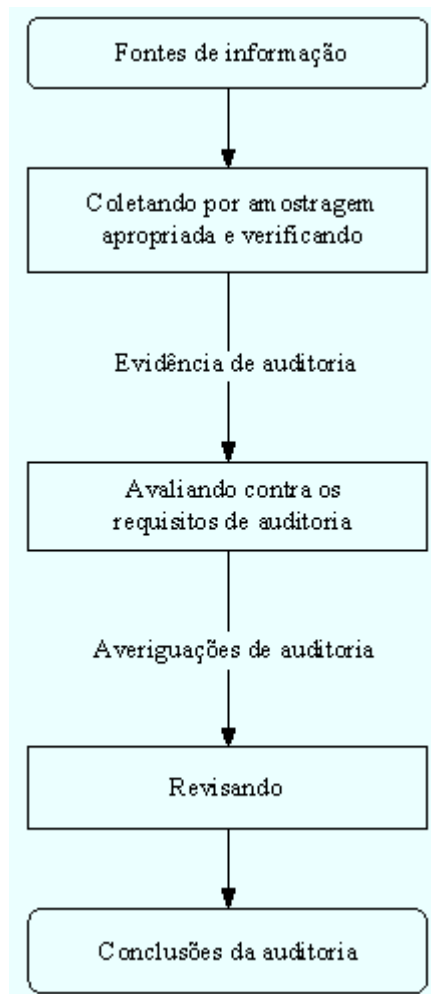 Fontes de informação
Coletando por amostragem
apropriada e verificando
Evidência de auditoria
Avaliando contra os
requisitos de auditoria
Averiguações de auditoria
Revisando
Conclusões da auditoria